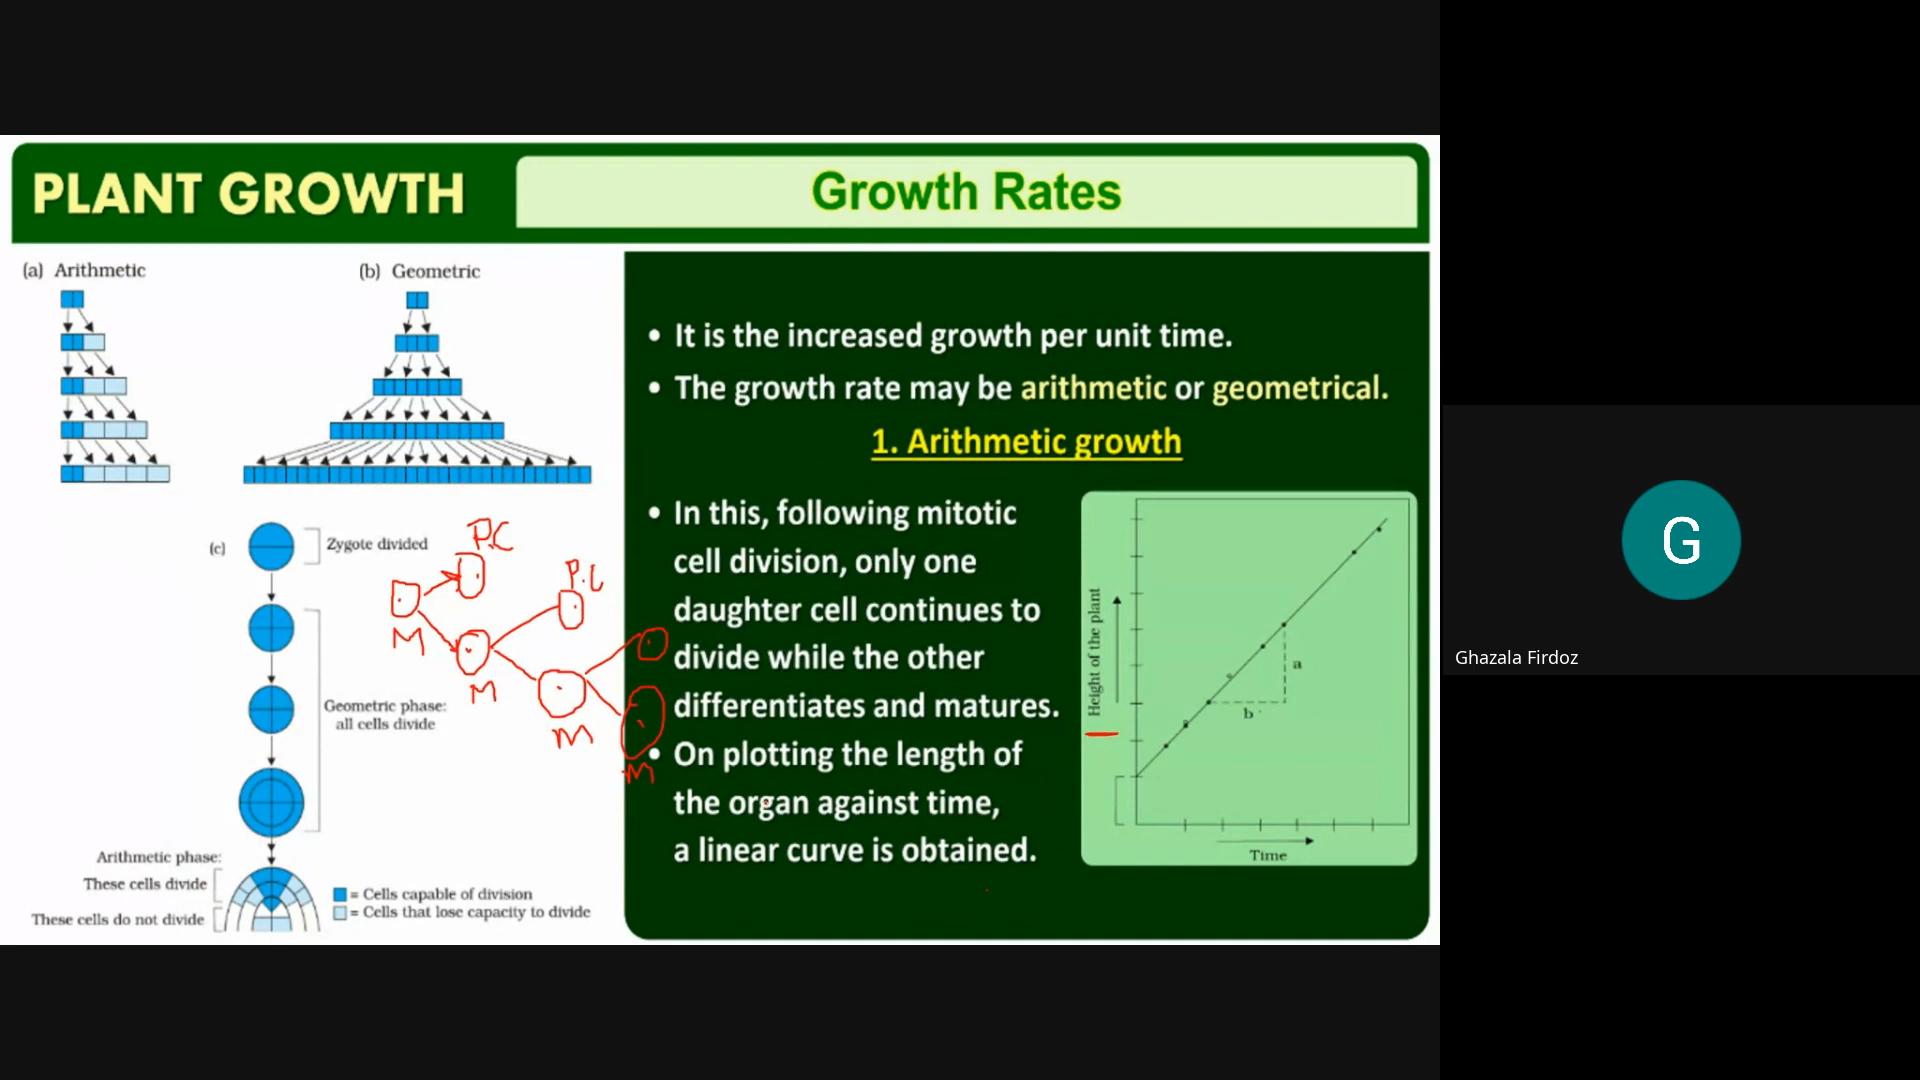 PLANT GROWTH
Growth Rates
(a) Arithmetic
(b) Geometric
(c)
Zygote divided
Geometric phase:
all cells divide
Arithmetic phase:
These cells divide
These cells do not divide
= Cells capable of division
= Cells that lose capacity to divide
P.C
P.C
M
M
M
M
• It is the increased growth per unit time.
• The growth rate may be arithmetic or geometrical.
1. Arithmetic growth
• In this, following mitotic
cell division, only one
daughter cell continues to
divide while the other
differentiates and matures.
• On plotting the length of
the organ against time,
a linear curve is obtained.
Height of the plant
a
b
Time
G
Ghazala Firdoz